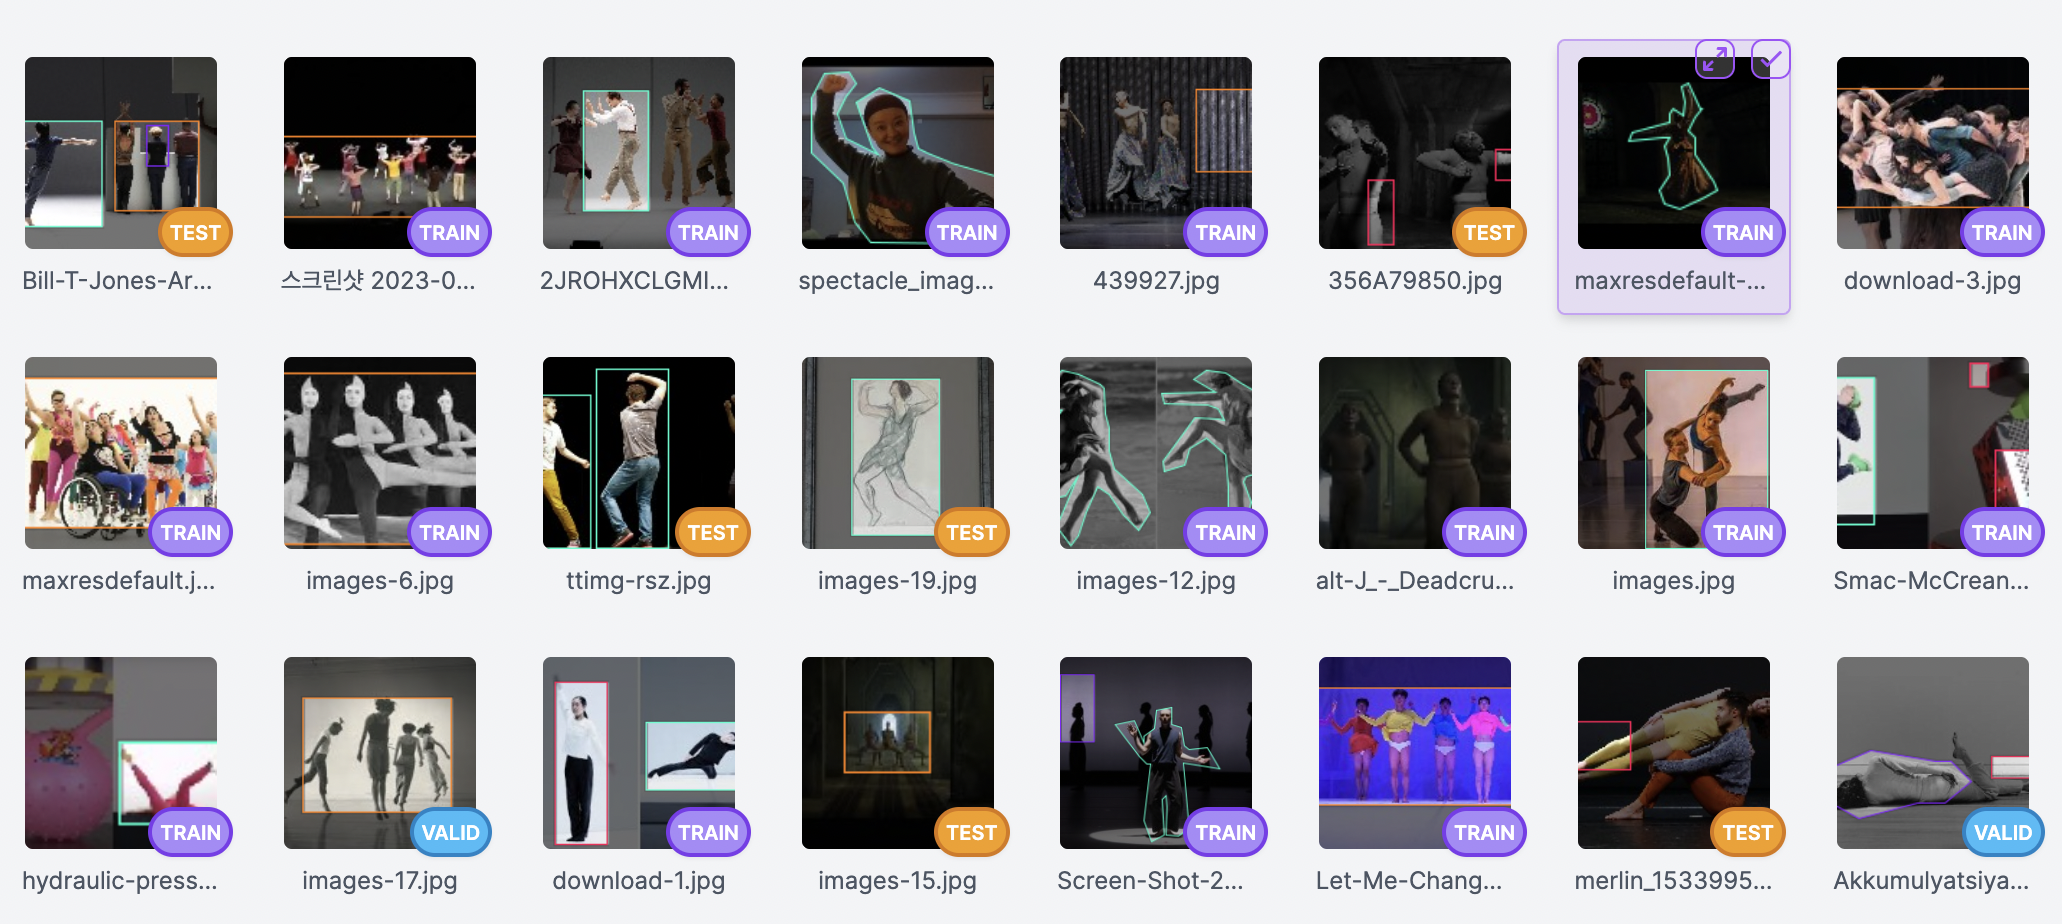 TEST
TRAIN
TRAIN
TRAIN
TRAIN
TEST
TRAIN
TRAIN
Bill-T-Jones-Ar...
스크린샷 2023-0...
2JROHXCLGMI...
spectacle_imag...
439927.jpg
356A79850.jpg
maxresdefault-...
download-3.jpg
TRAIN
TRAIN
TEST
TEST
TRAIN
TRAIN
TRAIN
TRAIN
maxresdefault.j...
images-6.jpg
ttimg-rsz.jpg
images-19.jpg
images-12.jpg
alt-J_-_Deadcru...
images.jpg
Smac-McCrean...
TRAIN
VALID
TRAIN
TEST
TRAIN
TRAIN
TEST
VALID
hydraulic-press...
images-17.jpg
download-1.jpg
images-15.jpg
Screen-Shot-2...
Let-Me-Chang...
merlin_1533995...
Akkumulyatsiya...